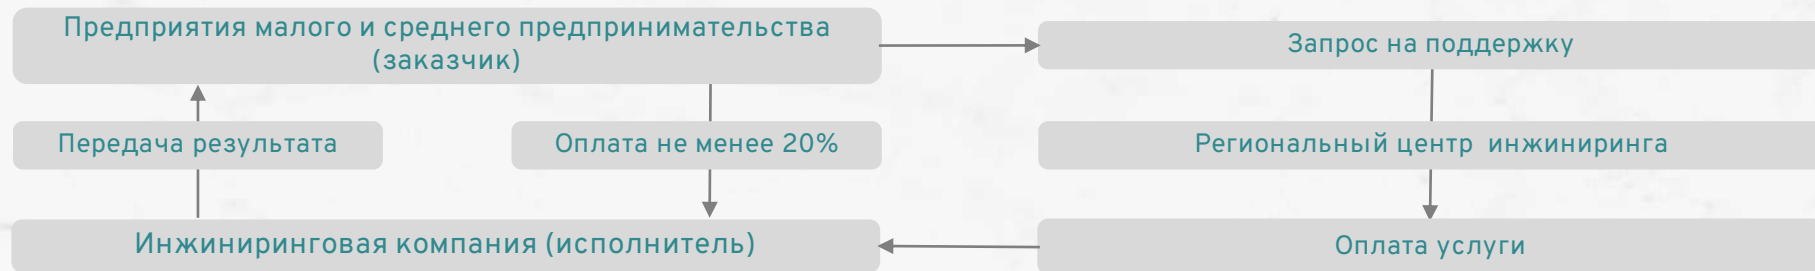 Предприятия малого и среднего предпринимательства
(заказчик)
Запрос на поддержку
Передача результата
Оплата не менее 20%
Региональный центр инжиниринга
Инжиниринговая компания (исполнитель)
Оплата услуги